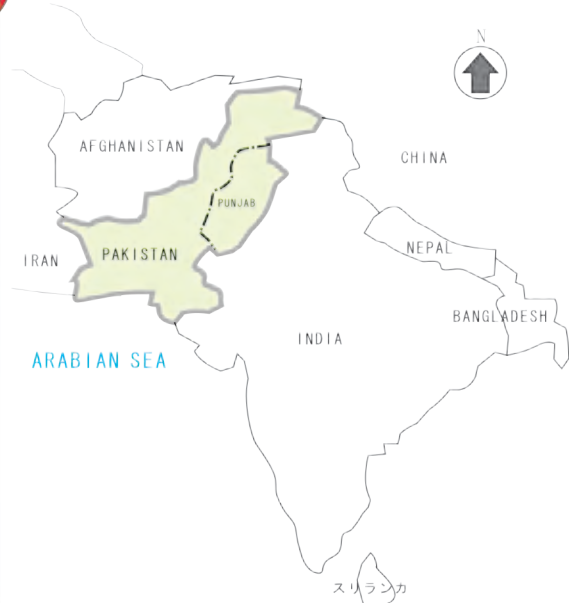 N
AFGHANISTAN
CHINA
PUNJAB
NEPAL
IRAN
PAKISTAN
BANGLADESH
INDIA
ARABIAN SEA
スリランカ